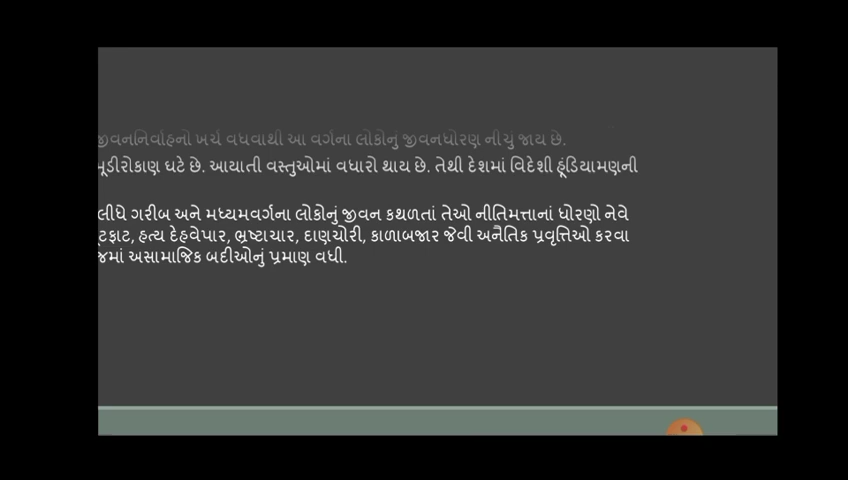 જીવનનિર્વાહનો ખર્ચ વધવાથી આ વર્ગના લોકોનું જીવનધોરણ નીચું જાય છે.
મૂડીરોકાણ ઘટે છે. આયાતી વસ્તુઓમાં વધારો થાય છે. તેથી દેશમાં વિદેશી હૂંડિયામણની
લીધે ગરીબ અને મધ્યમવર્ગના લોકોનું જીવન કથળતાં તેઓ નીતિમત્તાનાં ધોરણો નેવે
ટફાટ, હત્ય દેહવેપાર, ભ્રષ્ટાચાર, દાણચોરી, કાળાબજાર જેવી અનૈતિક પ્રવૃત્તિઓ કરવા
જમાં અસામાજિક બદીઓનું પ્રમાણ વધી.